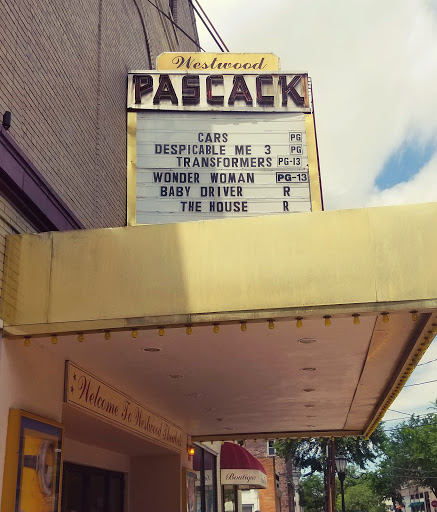 Westwood
PASCACK
CARS PG
DESPICABLE ME 3 PG
TRANSFORMERS PG-13
WONDER WOMAN PG-13
BABY DRIVER R
THE HOUSE R
Welcome To Westwood Theatre
Boutique